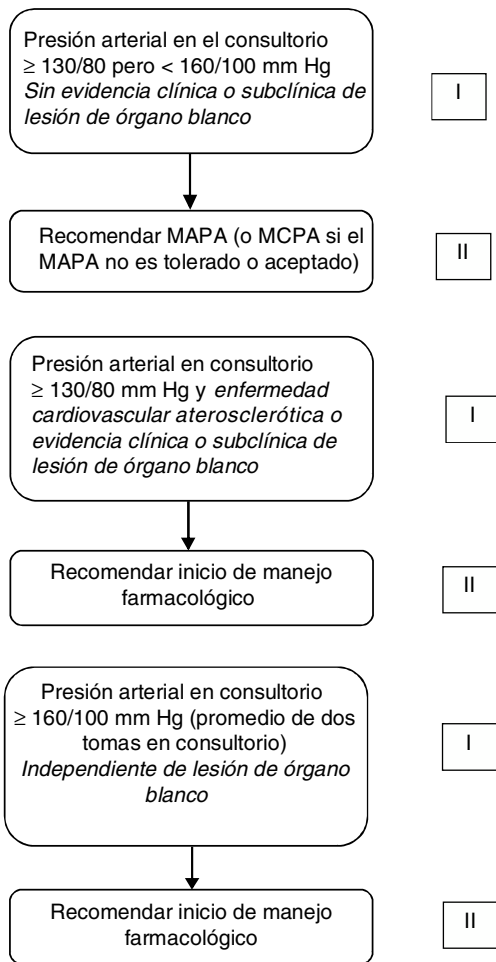 Presión arterial en el consultorio
≥ 130/80 pero < 160/100 mm Hg
Sin evidencia clínica o subclínica de
lesión de órgano blanco
I
Recomendar MAPA (o MCPA si el
MAPA no es tolerado o aceptado)
II
Presión arterial en consultorio
≥ 130/80 mm Hg y enfermedad
cardiovascular aterosclerótica o
evidencia clínica o subclínica de
lesión de órgano blanco
I
Recomendar inicio de manejo
farmacológico
II
Presión arterial en consultorio
≥ 160/100 mm Hg (promedio de dos
tomas en consultorio)
Independiente de lesión de órgano
blanco
I
Recomendar inicio de manejo
farmacológico
II